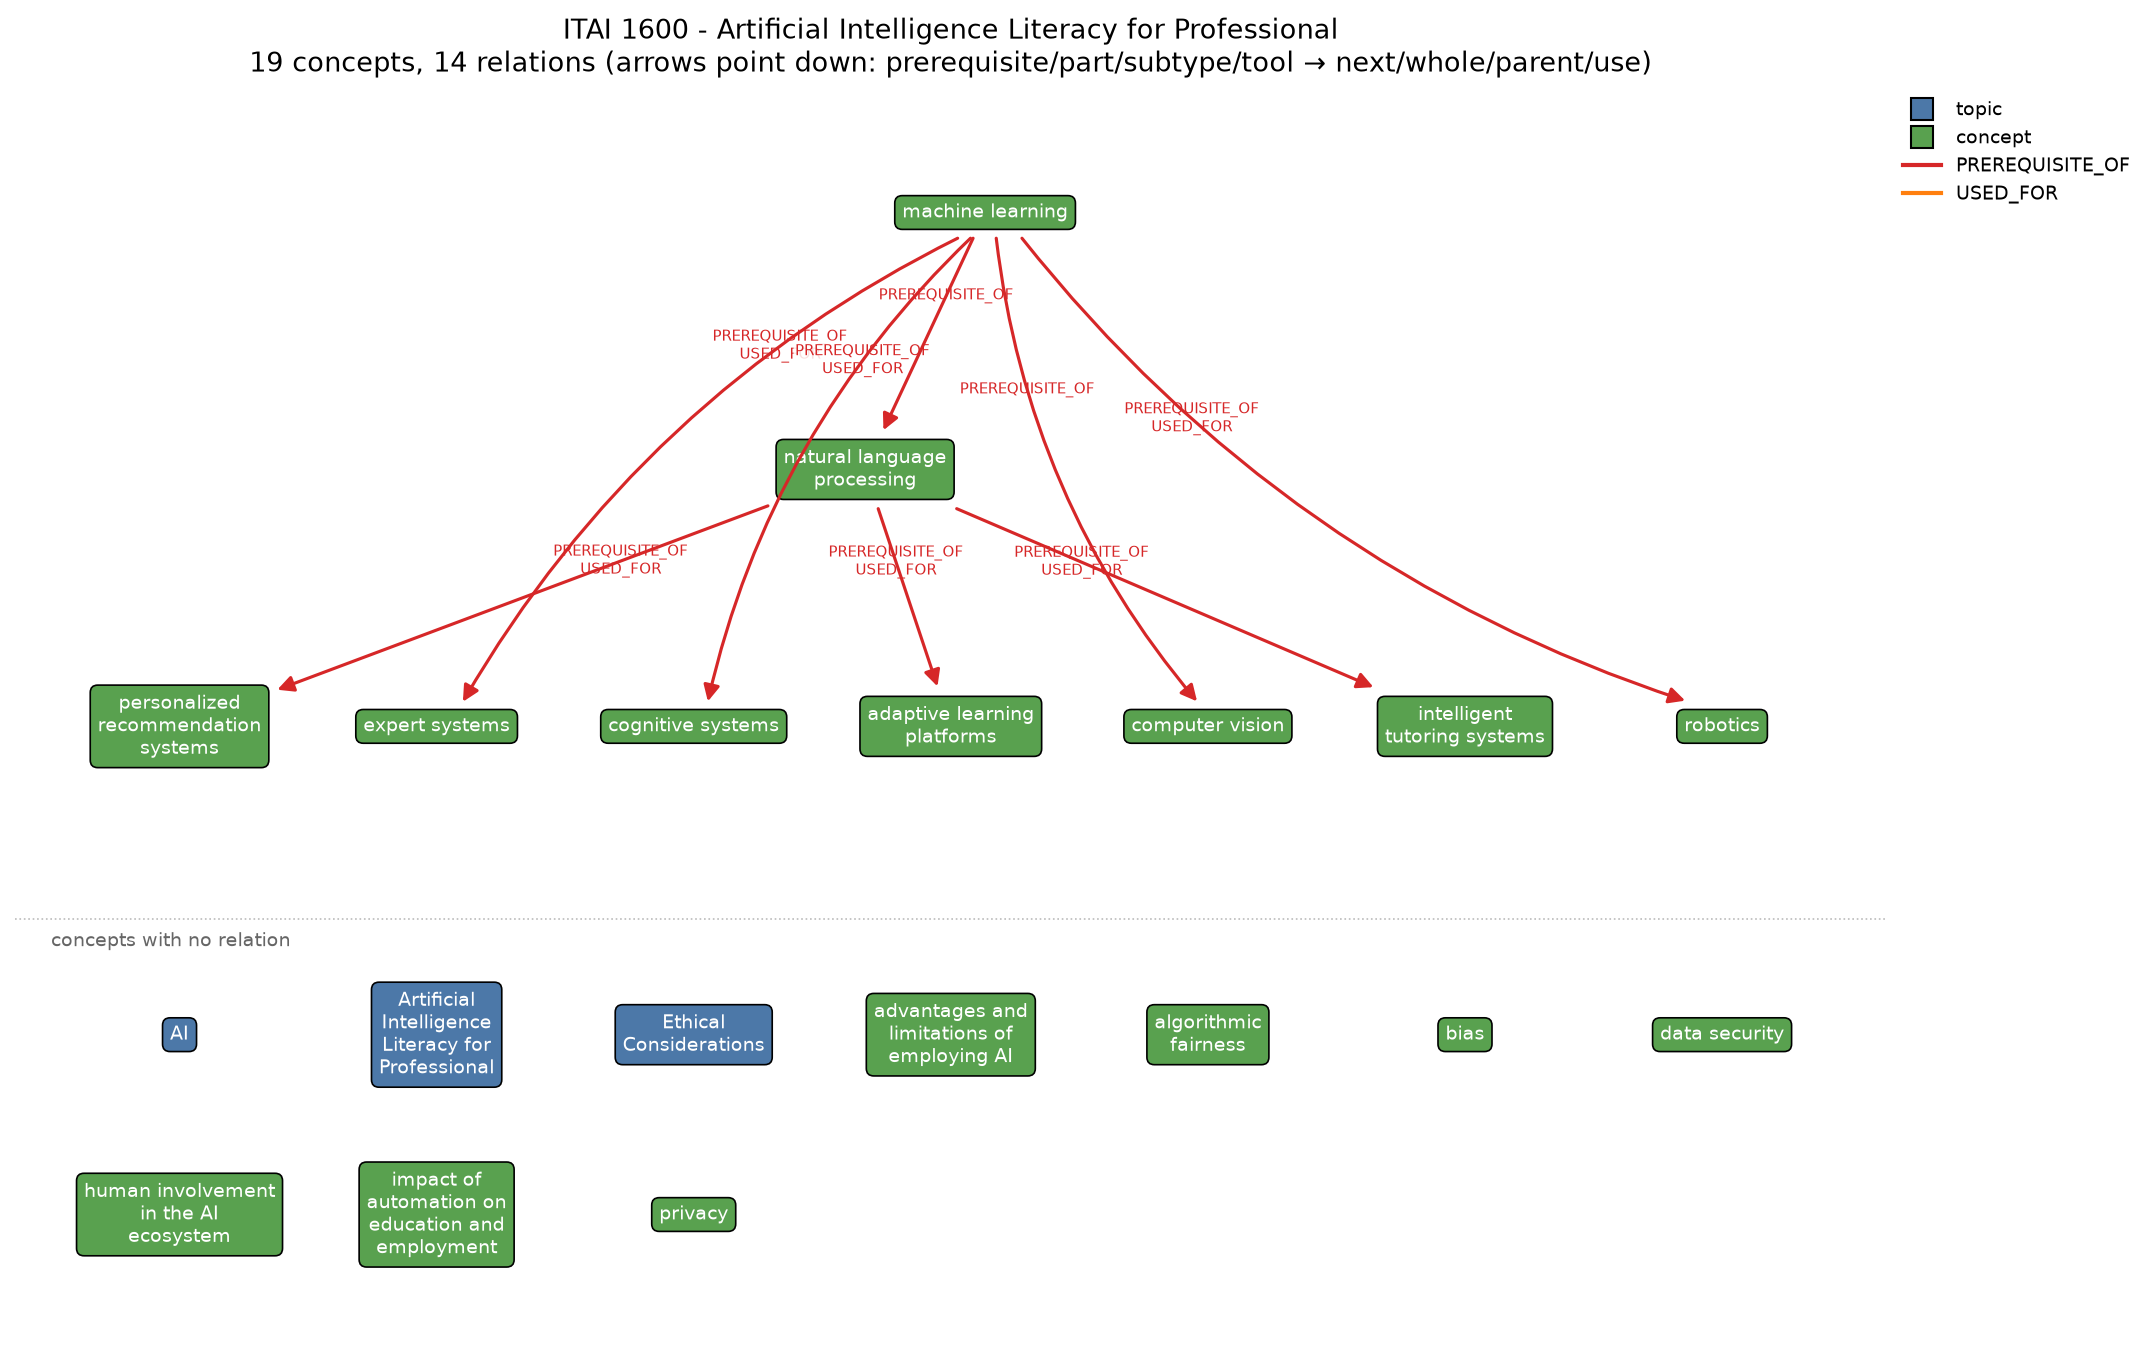 ITAI 1600 - Artificial Intelligence Literacy for Professional
19 concepts, 14 relations (arrows point down: prerequisite/part/subtype/tool → next/whole/parent/use)
topic
concept
PREREQUISITE_OF
USED_FOR
machine learning
PREREQUISITE_OF
PREREQUISITE_OF
USED_F
PREREQUISITE_OF
USED_FOR
PREREQUISITE_OF
PREREQUISITE_OF
USED_FOR
natural language
processing
PREREQUISITE_OF
USED_FOR
PREREQUISITE_OF
USED_FOR
PREREQUISITE_OF
USED_FOR
personalized
recommendation
systems
expert systems
cognitive systems
adaptive learning
platforms
computer vision
intelligent
tutoring systems
robotics
concepts with no relation
AI
Artificial
Intelligence
Literacy for
Professional
Ethical
Considerations
advantages and
limitations of
employing AI
algorithmic
fairness
bias
data security
human involvement
in the AI
ecosystem
impact of
automation on
education and
employment
privacy